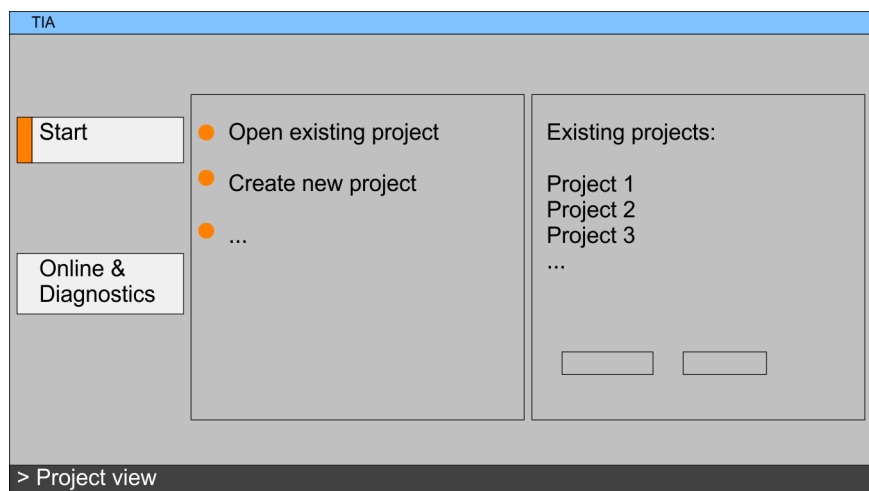 TIA
Start
Online &
Diagnostics
Open existing project
Create new project
...
Existing projects:
Project 1
Project 2
Project 3
...
> Project view